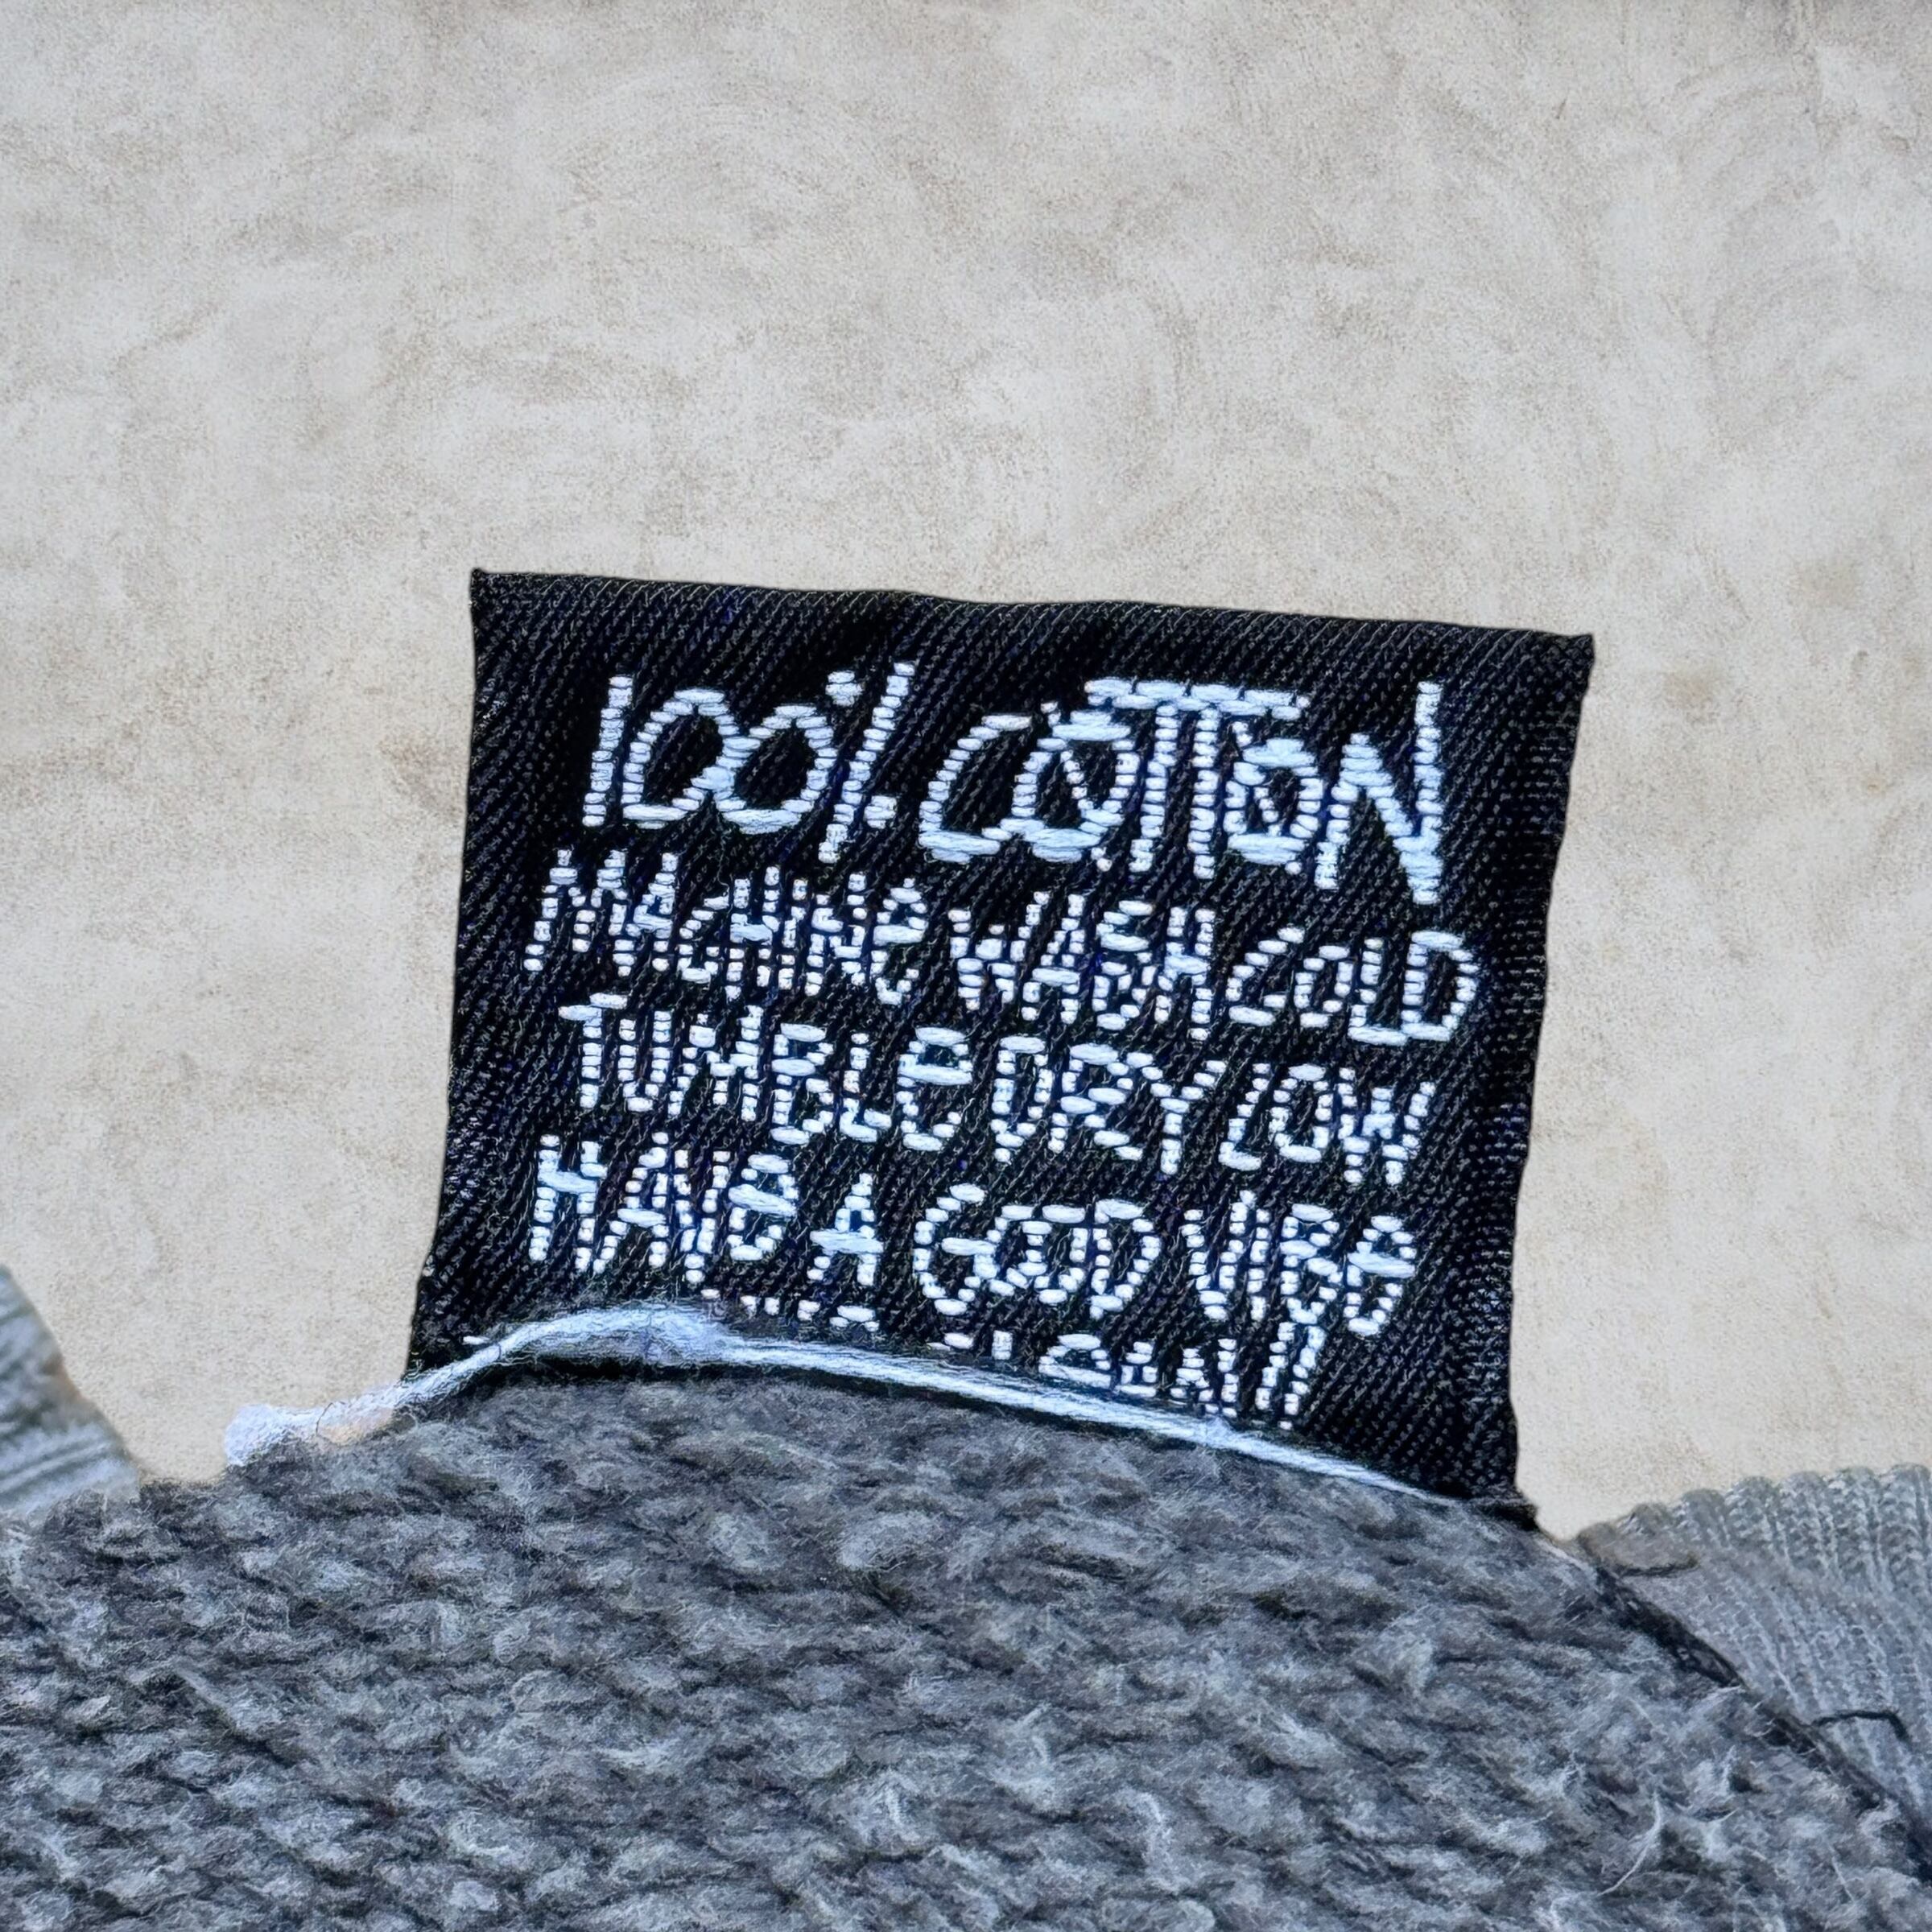 100% COTTON
MACHINE WASH COLD
TUMBLE DRY LOW
HAVE A GOOD VIBE